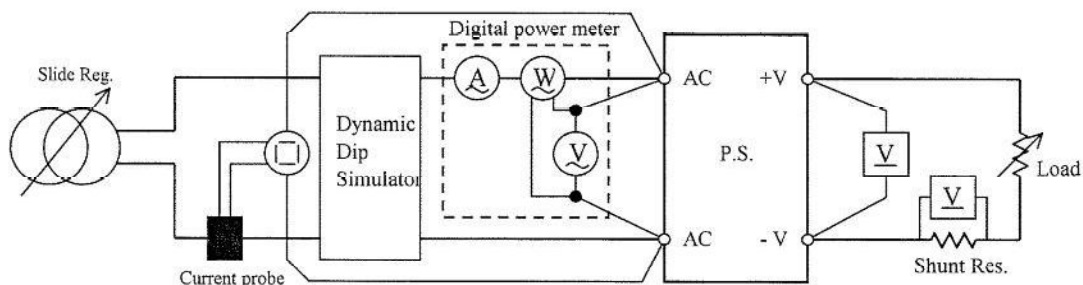 Digital power meter
Slide Reg.
A
W
AC
+V
Dynamic
Dip
Simulator
V
P.S.
V
Load
V
AC
- V
Current probe
Shunt Res.